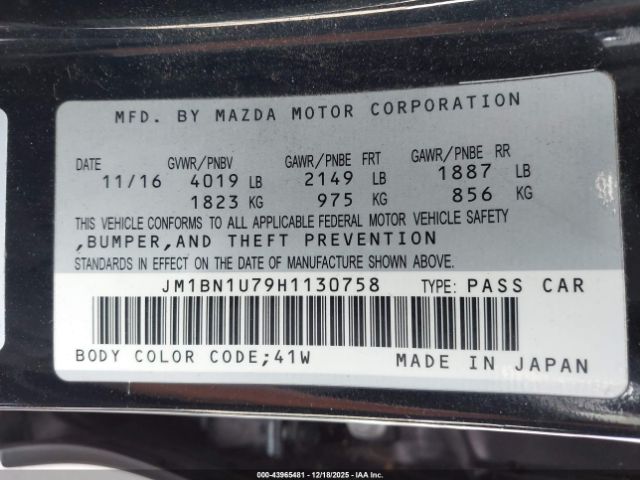 MFD. BY MAZDA MOTOR CORPORATION
DATE GVWR/PNBV GAWR/PNBE FRT GAWR/PNBE RR
11/16 4019 LB 2149 LB 1887 LB
1823 KG 975 KG 856 KG
THIS VEHICLE CONFORMS TO ALL APPLICABLE FEDERAL MOTOR VEHICLE SAFETY
,BUMPER,AND THEFT PREVENTION
STANDARDS IN EFFECT ON THE DATE OF MANUFACTURE SHOWN ABOVE.
JM1BN1U79H1130758 TYPE: PASS CAR
BODY COLOR CODE;41W MADE IN JAPAN
000-43965481 - 12/18/2025 - IAA Inc.